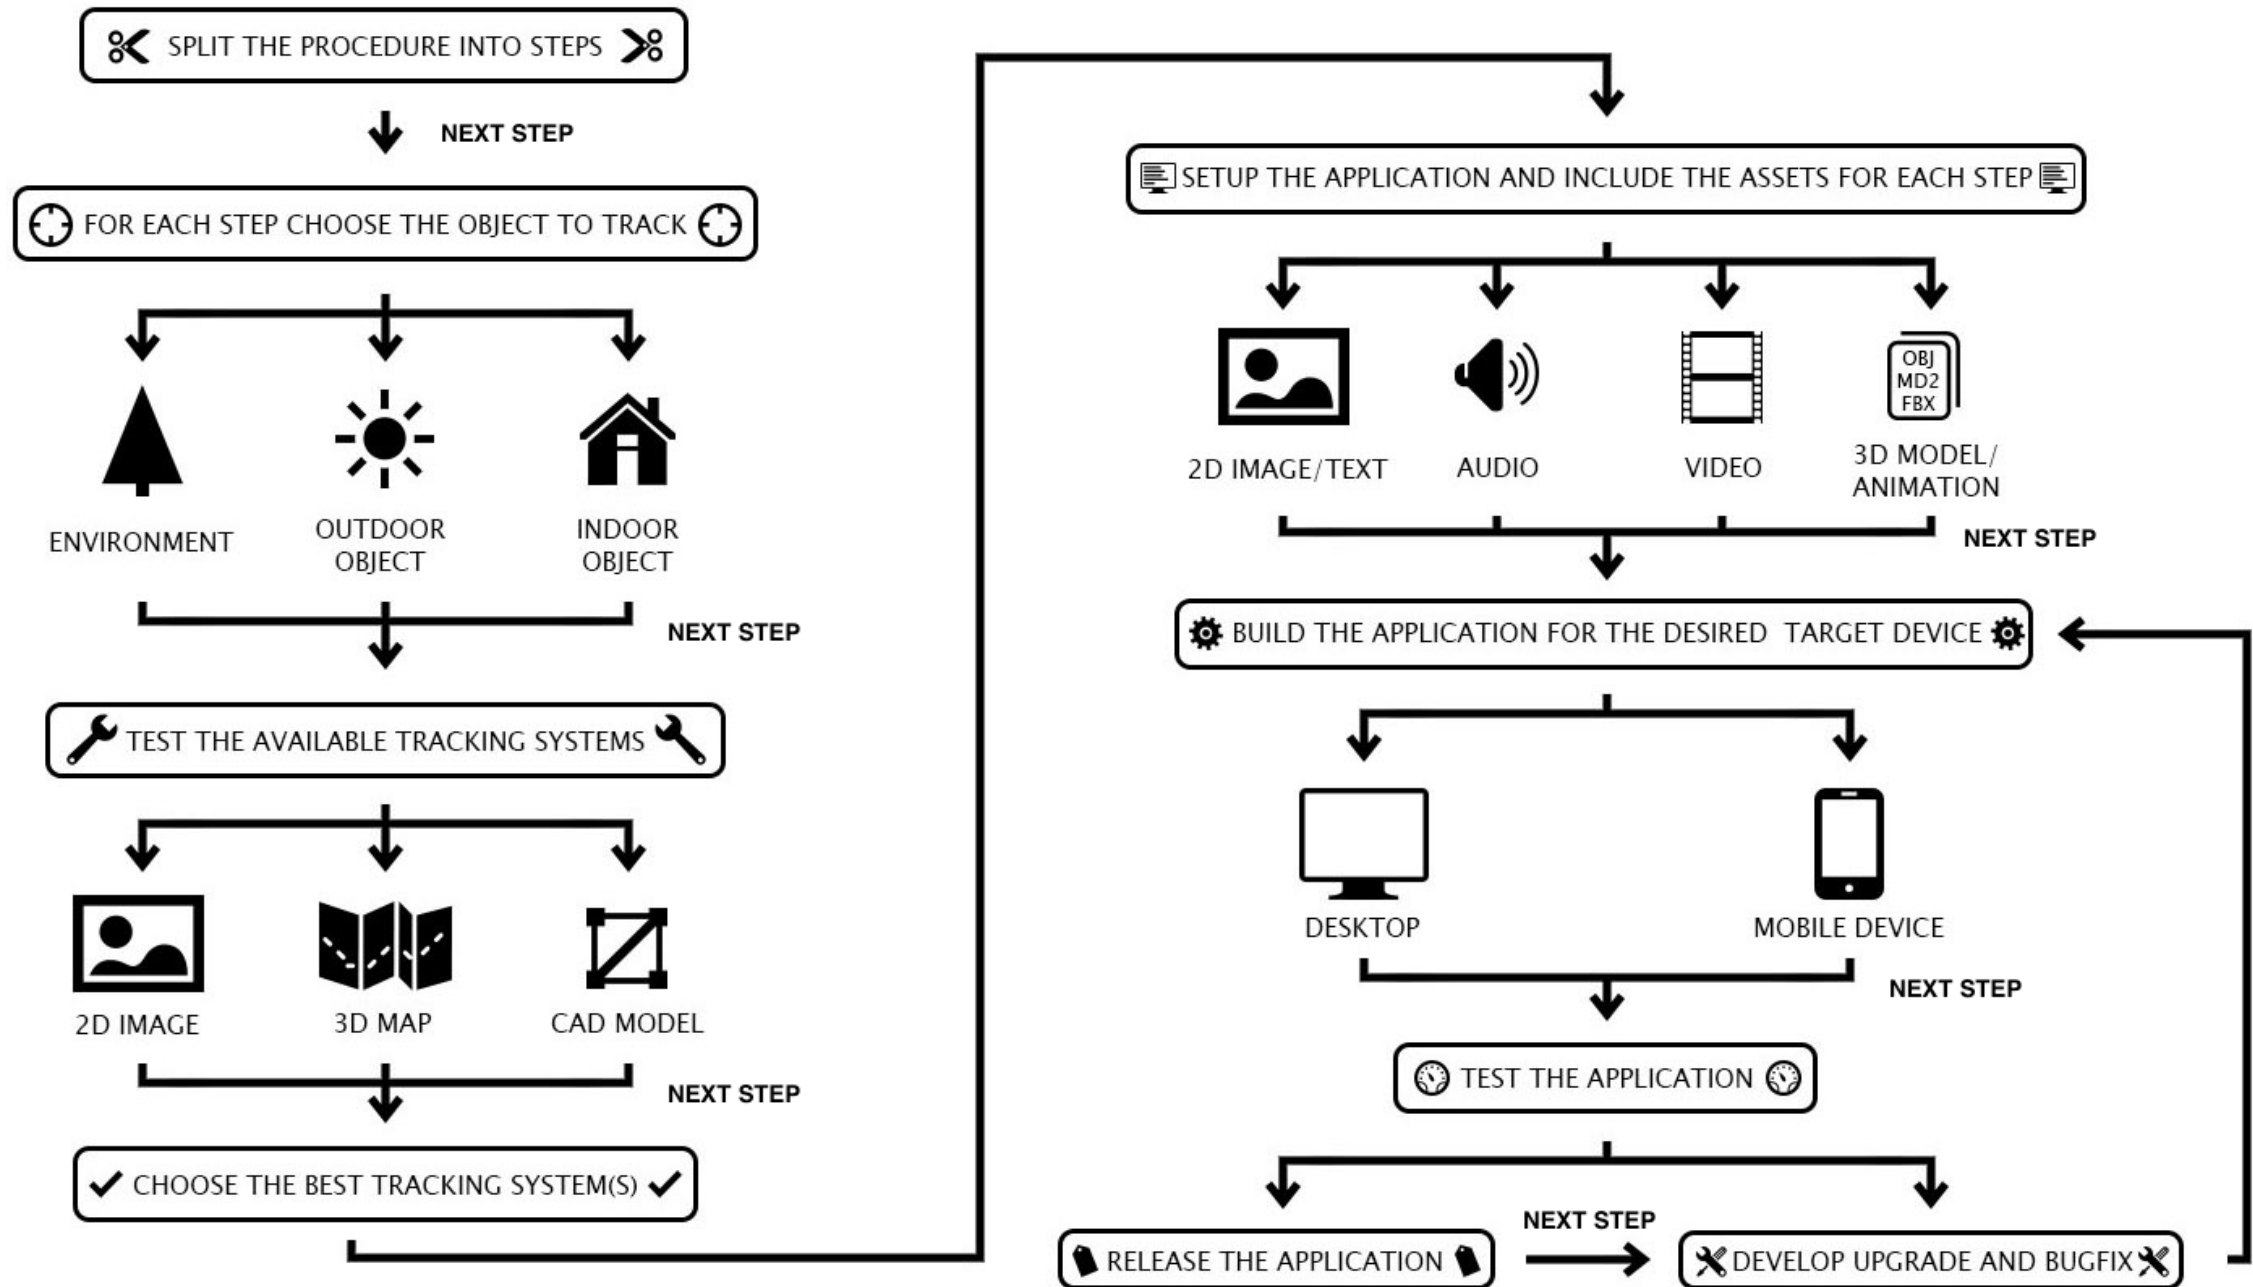 SPLIT THE PROCEDURE INTO STEPS
NEXT STEP
FOR EACH STEP CHOOSE THE OBJECT TO TRACK
ENVIRONMENT
OUTDOOR
OBJECT
INDOOR
OBJECT
NEXT STEP
TEST THE AVAILABLE TRACKING SYSTEMS
2D IMAGE
3D MAP
CAD MODEL
NEXT STEP
CHOOSE THE BEST TRACKING SYSTEM(S)
SETUP THE APPLICATION AND INCLUDE THE ASSETS FOR EACH STEP
OBJ
MD2
FBX
2D IMAGE/TEXT
AUDIO
VIDEO
3D MODEL/
ANIMATION
NEXT STEP
BUILD THE APPLICATION FOR THE DESIRED TARGET DEVICE
DESKTOP
MOBILE DEVICE
NEXT STEP
TEST THE APPLICATION
RELEASE THE APPLICATION
NEXT STEP
DEVELOP UPGRADE AND BUGFIX